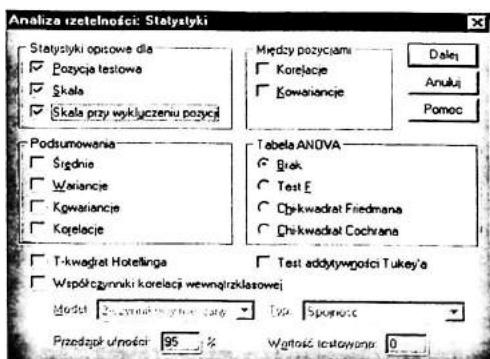 Analiza rzetelności: Statystyki
Statystyki opisowe dla
Pozycja testowa
Skala
Skala przy wykluczeniu pozycji
Między pozycjami
Korelacje
Kowariancje
Dalej
Anuluj
Pomoc
Podsumowania
Średnie
Wariancje
Kowariancje
Korelacje
Tabela ANOVA
Brak
Test F
Chi-kwadrat Friedmana
Chi-kwadrat Cochrana
T-kwadrat Hotellinga
Test addytywności Tukey'a
Współczynniki korelacji wewnątrzklasowej
Model:
Typ: Spójność
Przedział ufności: 95 %
Wartość testowana: 0